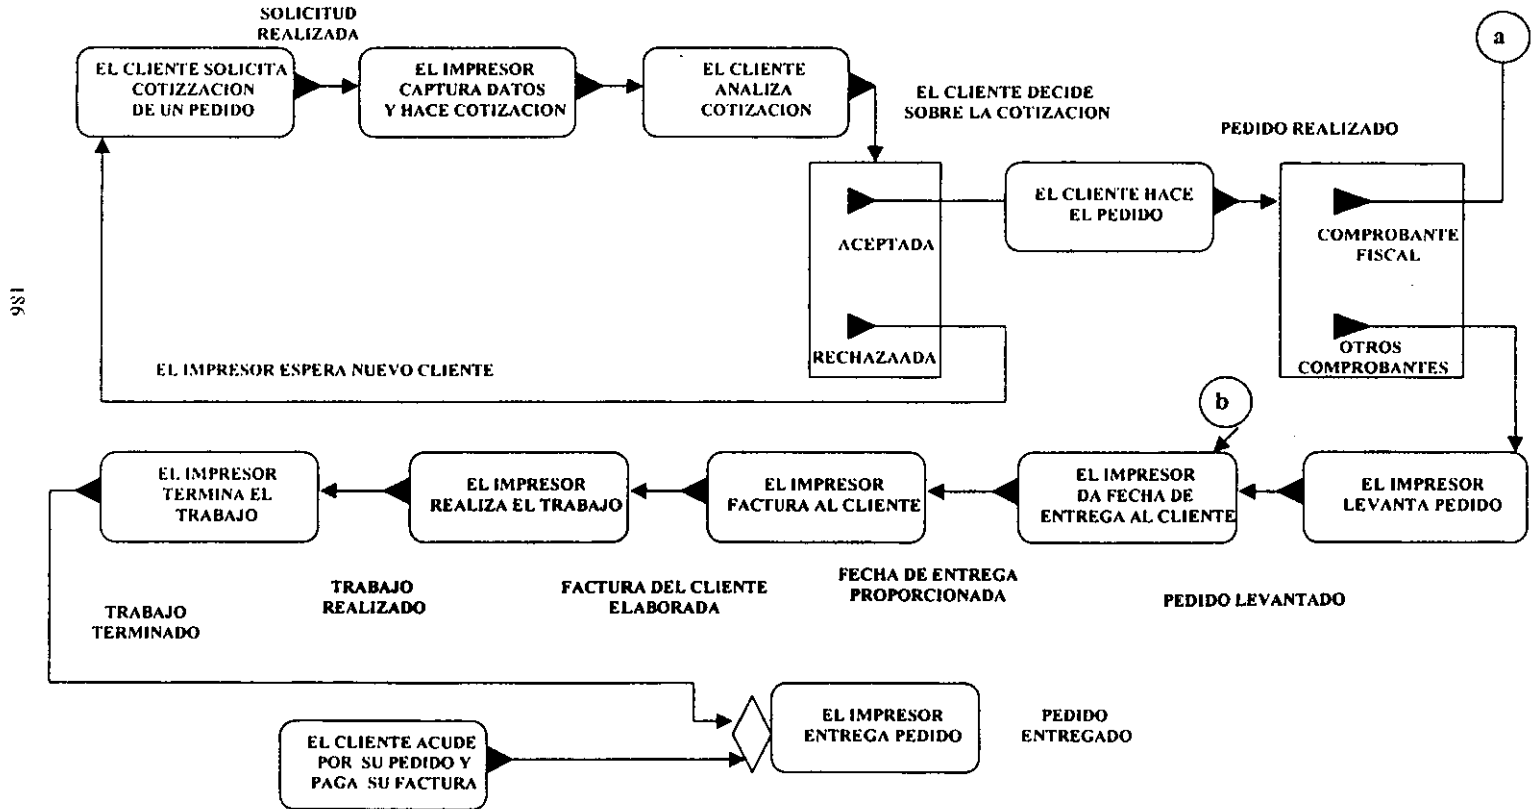 SOLICITUD
REALIZADA
a
EL CLIENTE SOLICITA
COTIZZACION
DE UN PEDIDO
EL IMPRESOR
CAPTURA DATOS
Y HACE COTIZACION
EL CLIENTE
ANALIZA
COTIZACION
EL CLIENTE DECIDE
SOBRE LA COTIZACION
PEDIDO REALIZADO
ACEPTADA
RECHAZAADA
EL CLIENTE HACE
EL PEDIDO
COMPROBANTE
FISCAL
OTROS
COMPROBANTES
186
EL IMPRESOR ESPERA NUEVO CLIENTE
b
EL IMPRESOR
TERMINA EL
TRABAJO
EL IMPRESOR
REALIZA EL TRABAJO
EL IMPRESOR
FACTURA AL CLIENTE
EL IMPRESOR
DA FECHA DE
ENTREGA AL CLIENTE
EL IMPRESOR
LEVANTA PEDIDO
TRABAJO
TERMINADO
TRABAJO
REALIZADO
FACTURA DEL CLIENTE
ELABORADA
FECHA DE ENTREGA
PROPORCIONADA
PEDIDO LEVANTADO
EL CLIENTE ACUDE
POR SU PEDIDO Y
PAGA SU FACTURA
EL IMPRESOR
ENTREGA PEDIDO
PEDIDO
ENTREGADO